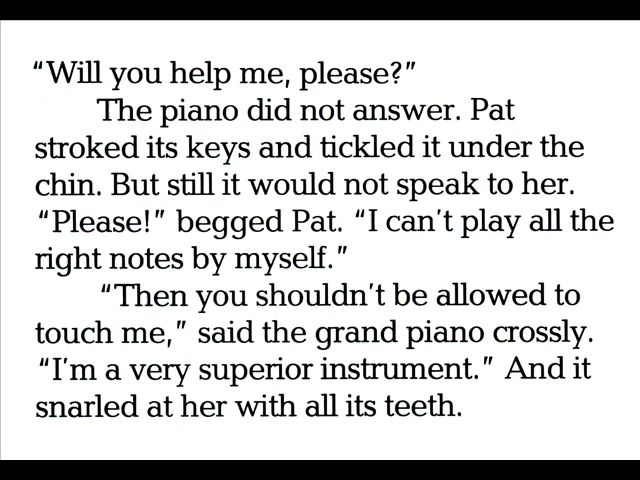 “Will you help me, please?”
The piano did not answer. Pat
stroked its keys and tickled it under the
chin. But still it would not speak to her.
“Please!” begged Pat. “I can’t play all the
right notes by myself.”
“Then you shouldn’t be allowed to
touch me,” said the grand piano crossly.
“I’m a very superior instrument.” And it
snarled at her with all its teeth.